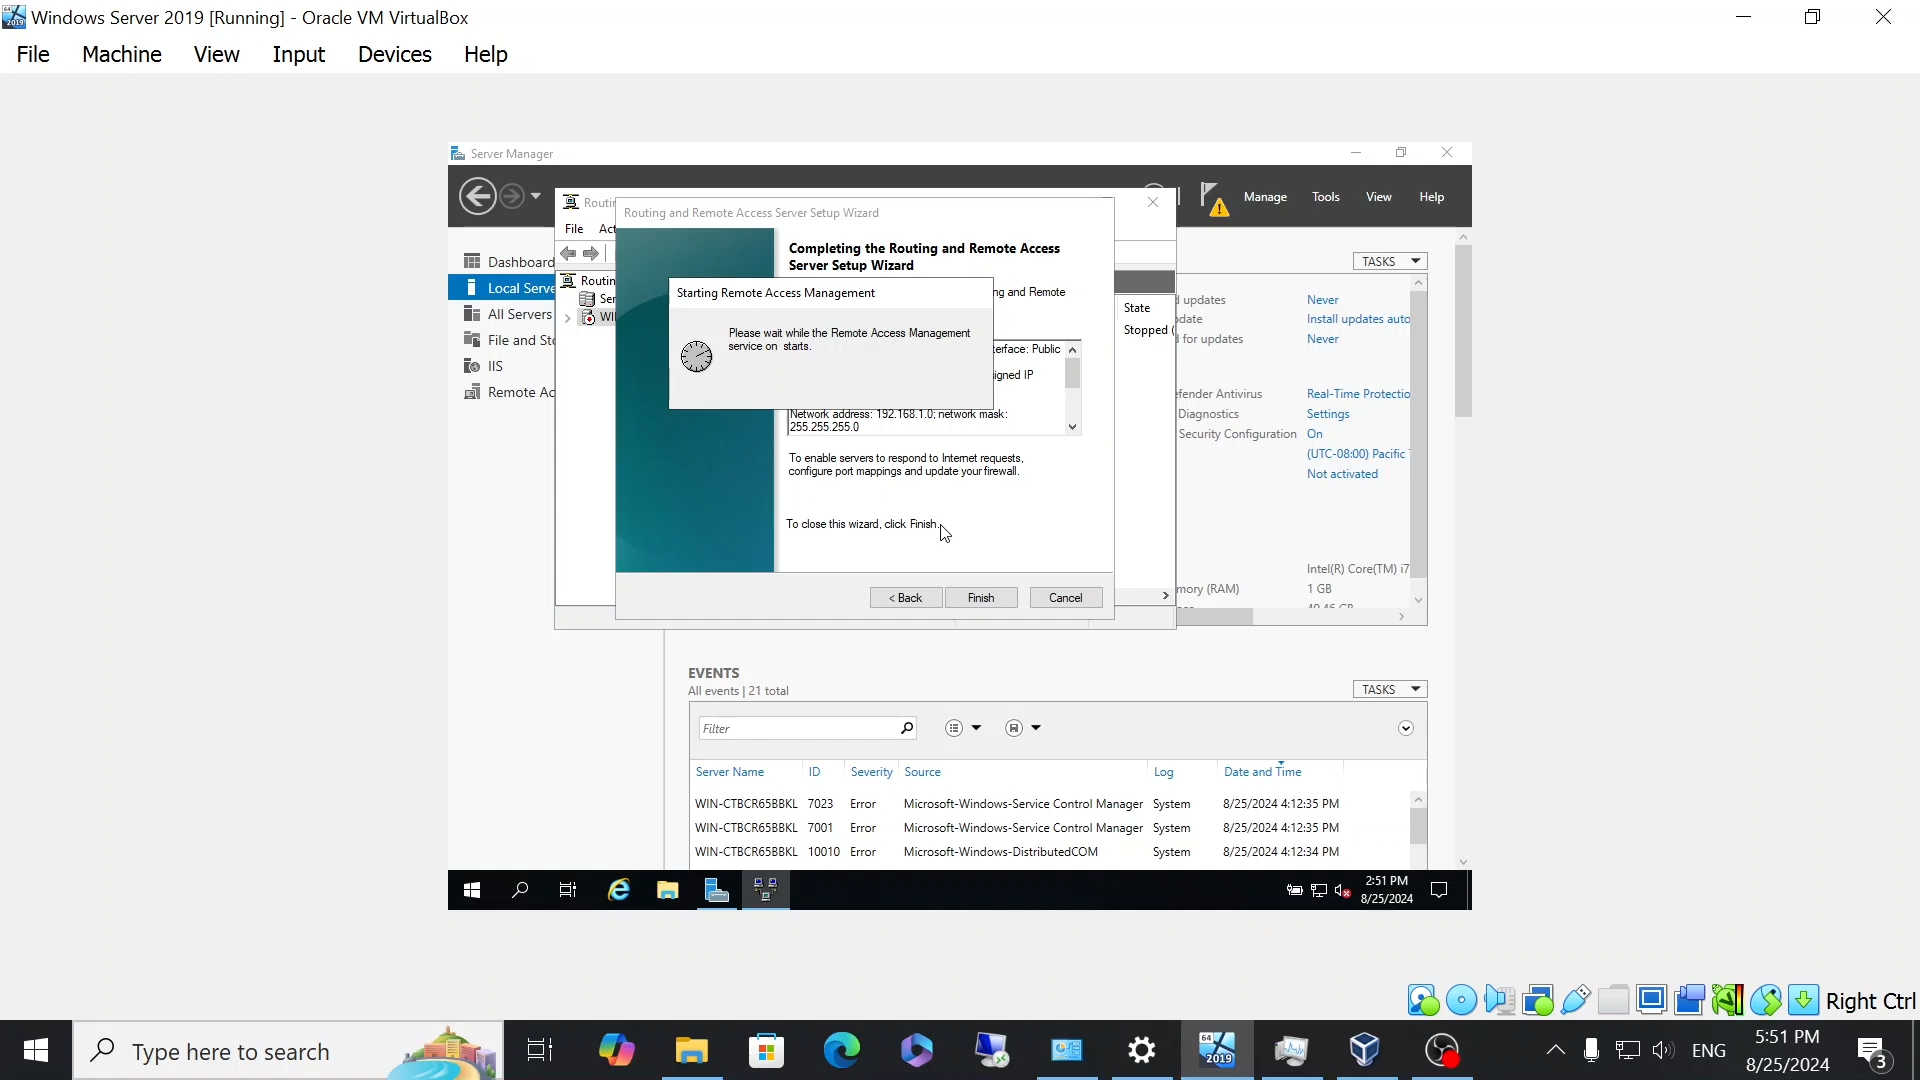 Windows Server 2019 [Running] - Oracle VM VirtualBox
File Machine View Input Devices Help
Server Manager
Manage Tools View Help
Routing and Remote Access Server Setup Wizard
File
Completing the Routing and Remote Access
Server Setup Wizard
Starting Remote Access Management
Please wait while the Remote Access Management
service on starts.
ng and Remote
erface: Public
signed IP
Network address: 192.168.1.0; network mask:
255.255.255.0
To enable servers to respond to Internet requests,
configure port mappings and update your firewall.
To close this wizard, click Finish.
< Back Finish Cancel
State
Stopped (
Dashboard
Local Serve
All Servers
File and Sto
IIS
Remote Ac
TASKS
d updates Never
pdate Install updates auto
d for updates Never
efender Antivirus Real-Time Protectio
Diagnostics Settings
Security Configuration On
(UTC-08:00) Pacific
Not activated
Intel(R) Core(TM) i7
mory (RAM) 1 GB
EVENTS
All events | 21 total
TASKS
Filter
Server Name ID Severity Source Log Date and Time
WIN-CTBCR65BBKL 7023 Error Microsoft-Windows-Service Control Manager System 8/25/2024 4:12:35 PM
WIN-CTBCR65BBKL 7001 Error Microsoft-Windows-Service Control Manager System 8/25/2024 4:12:35 PM
WIN-CTBCR65BBKL 10010 Error Microsoft-Windows-DistributedCOM System 8/25/2024 4:12:34 PM
2:51 PM
8/25/2024
Right Ctrl
Type here to search
64
2019
ENG
5:51 PM
8/25/2024
3